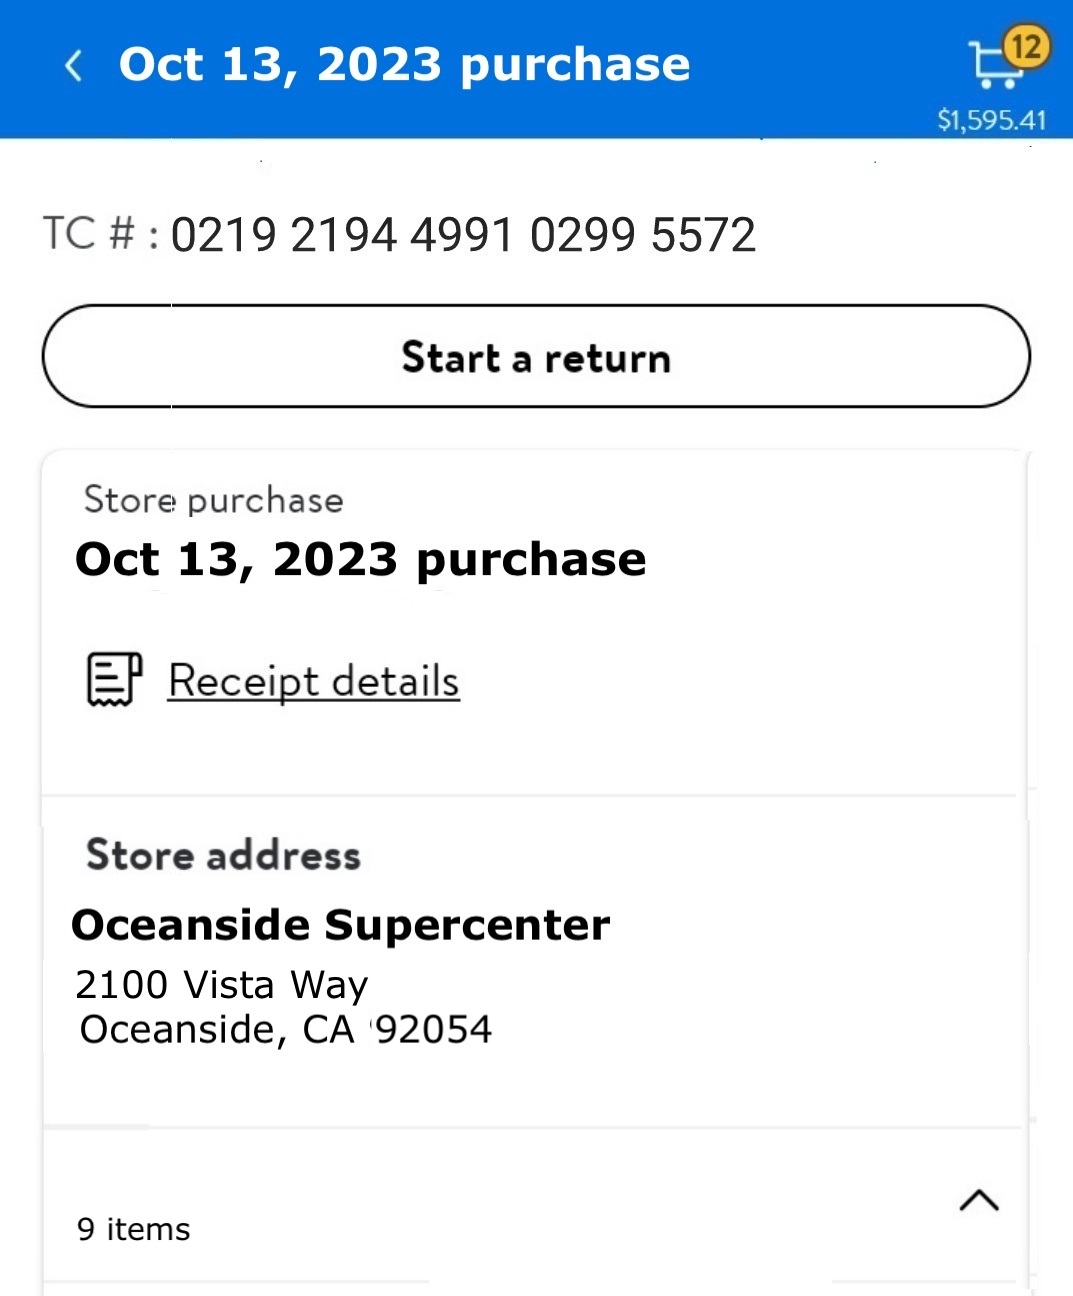 Oct 13, 2023 purchase
12
$1,595.41
TC # : 0219 2194 4991 0299 5572
Start a return
Store purchase
Oct 13, 2023 purchase
Receipt details
Store address
Oceanside Supercenter
2100 Vista Way
Oceanside, CA '92054
9 items